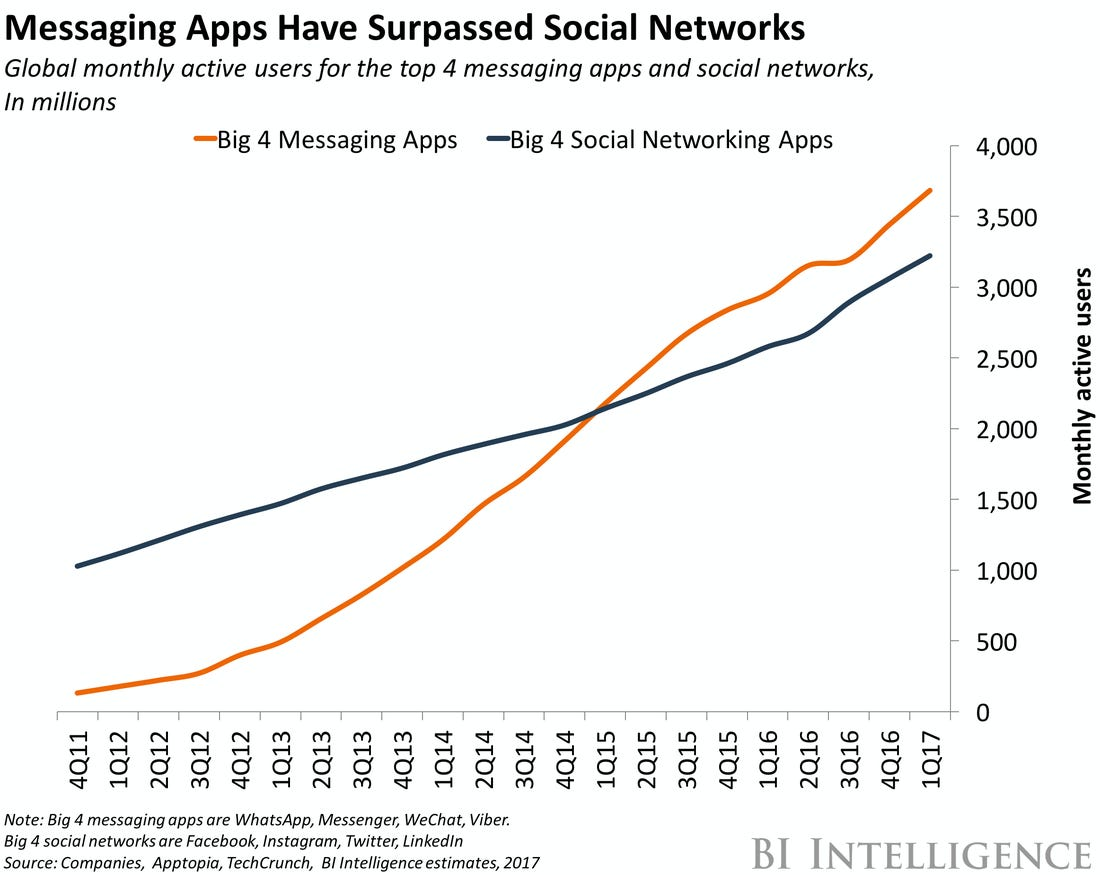 Messaging Apps Have Surpassed Social Networks
Global monthly active users for the top 4 messaging apps and social networks,
In millions
Big 4 Messaging Apps Big 4 Social Networking Apps
4,000
3,500
3,000
2,500
2,000
1,500
1,000
500
0
Monthly active users
4Q11 1Q12 2Q12 3Q12 4Q12 1Q13 2Q13 3Q13 4Q13 1Q14 2Q14 3Q14 4Q14 1Q15 2Q15 3Q15 4Q15 1Q16 2Q16 3Q16 4Q16 1Q17
Note: Big 4 messaging apps are WhatsApp, Messenger, WeChat, Viber.
Big 4 social networks are Facebook, Instagram, Twitter, LinkedIn
Source: Companies, Apptopia, TechCrunch, BI Intelligence estimates, 2017
BI INTELLIGENCE